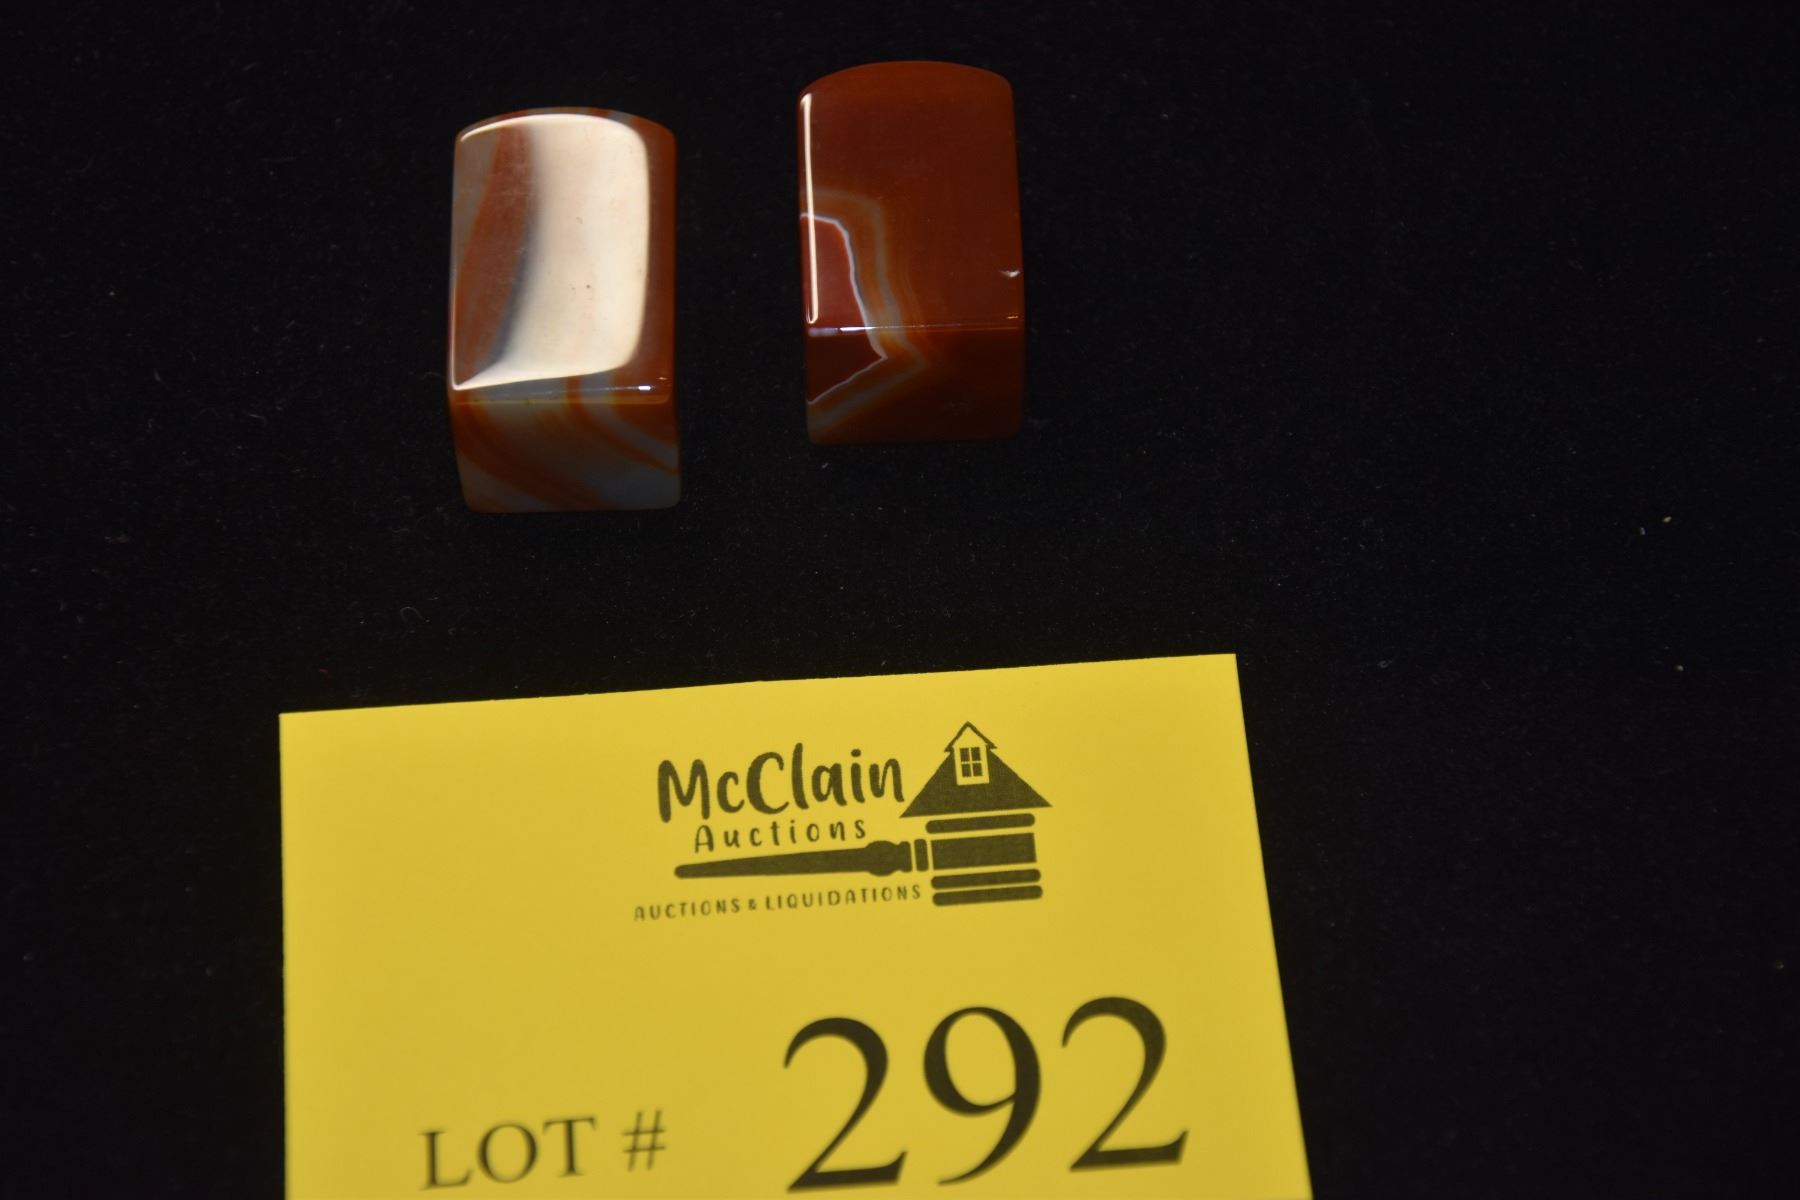 McClain
Auctions
AUCTIONS & LIQUIDATIONS
LOT # 292